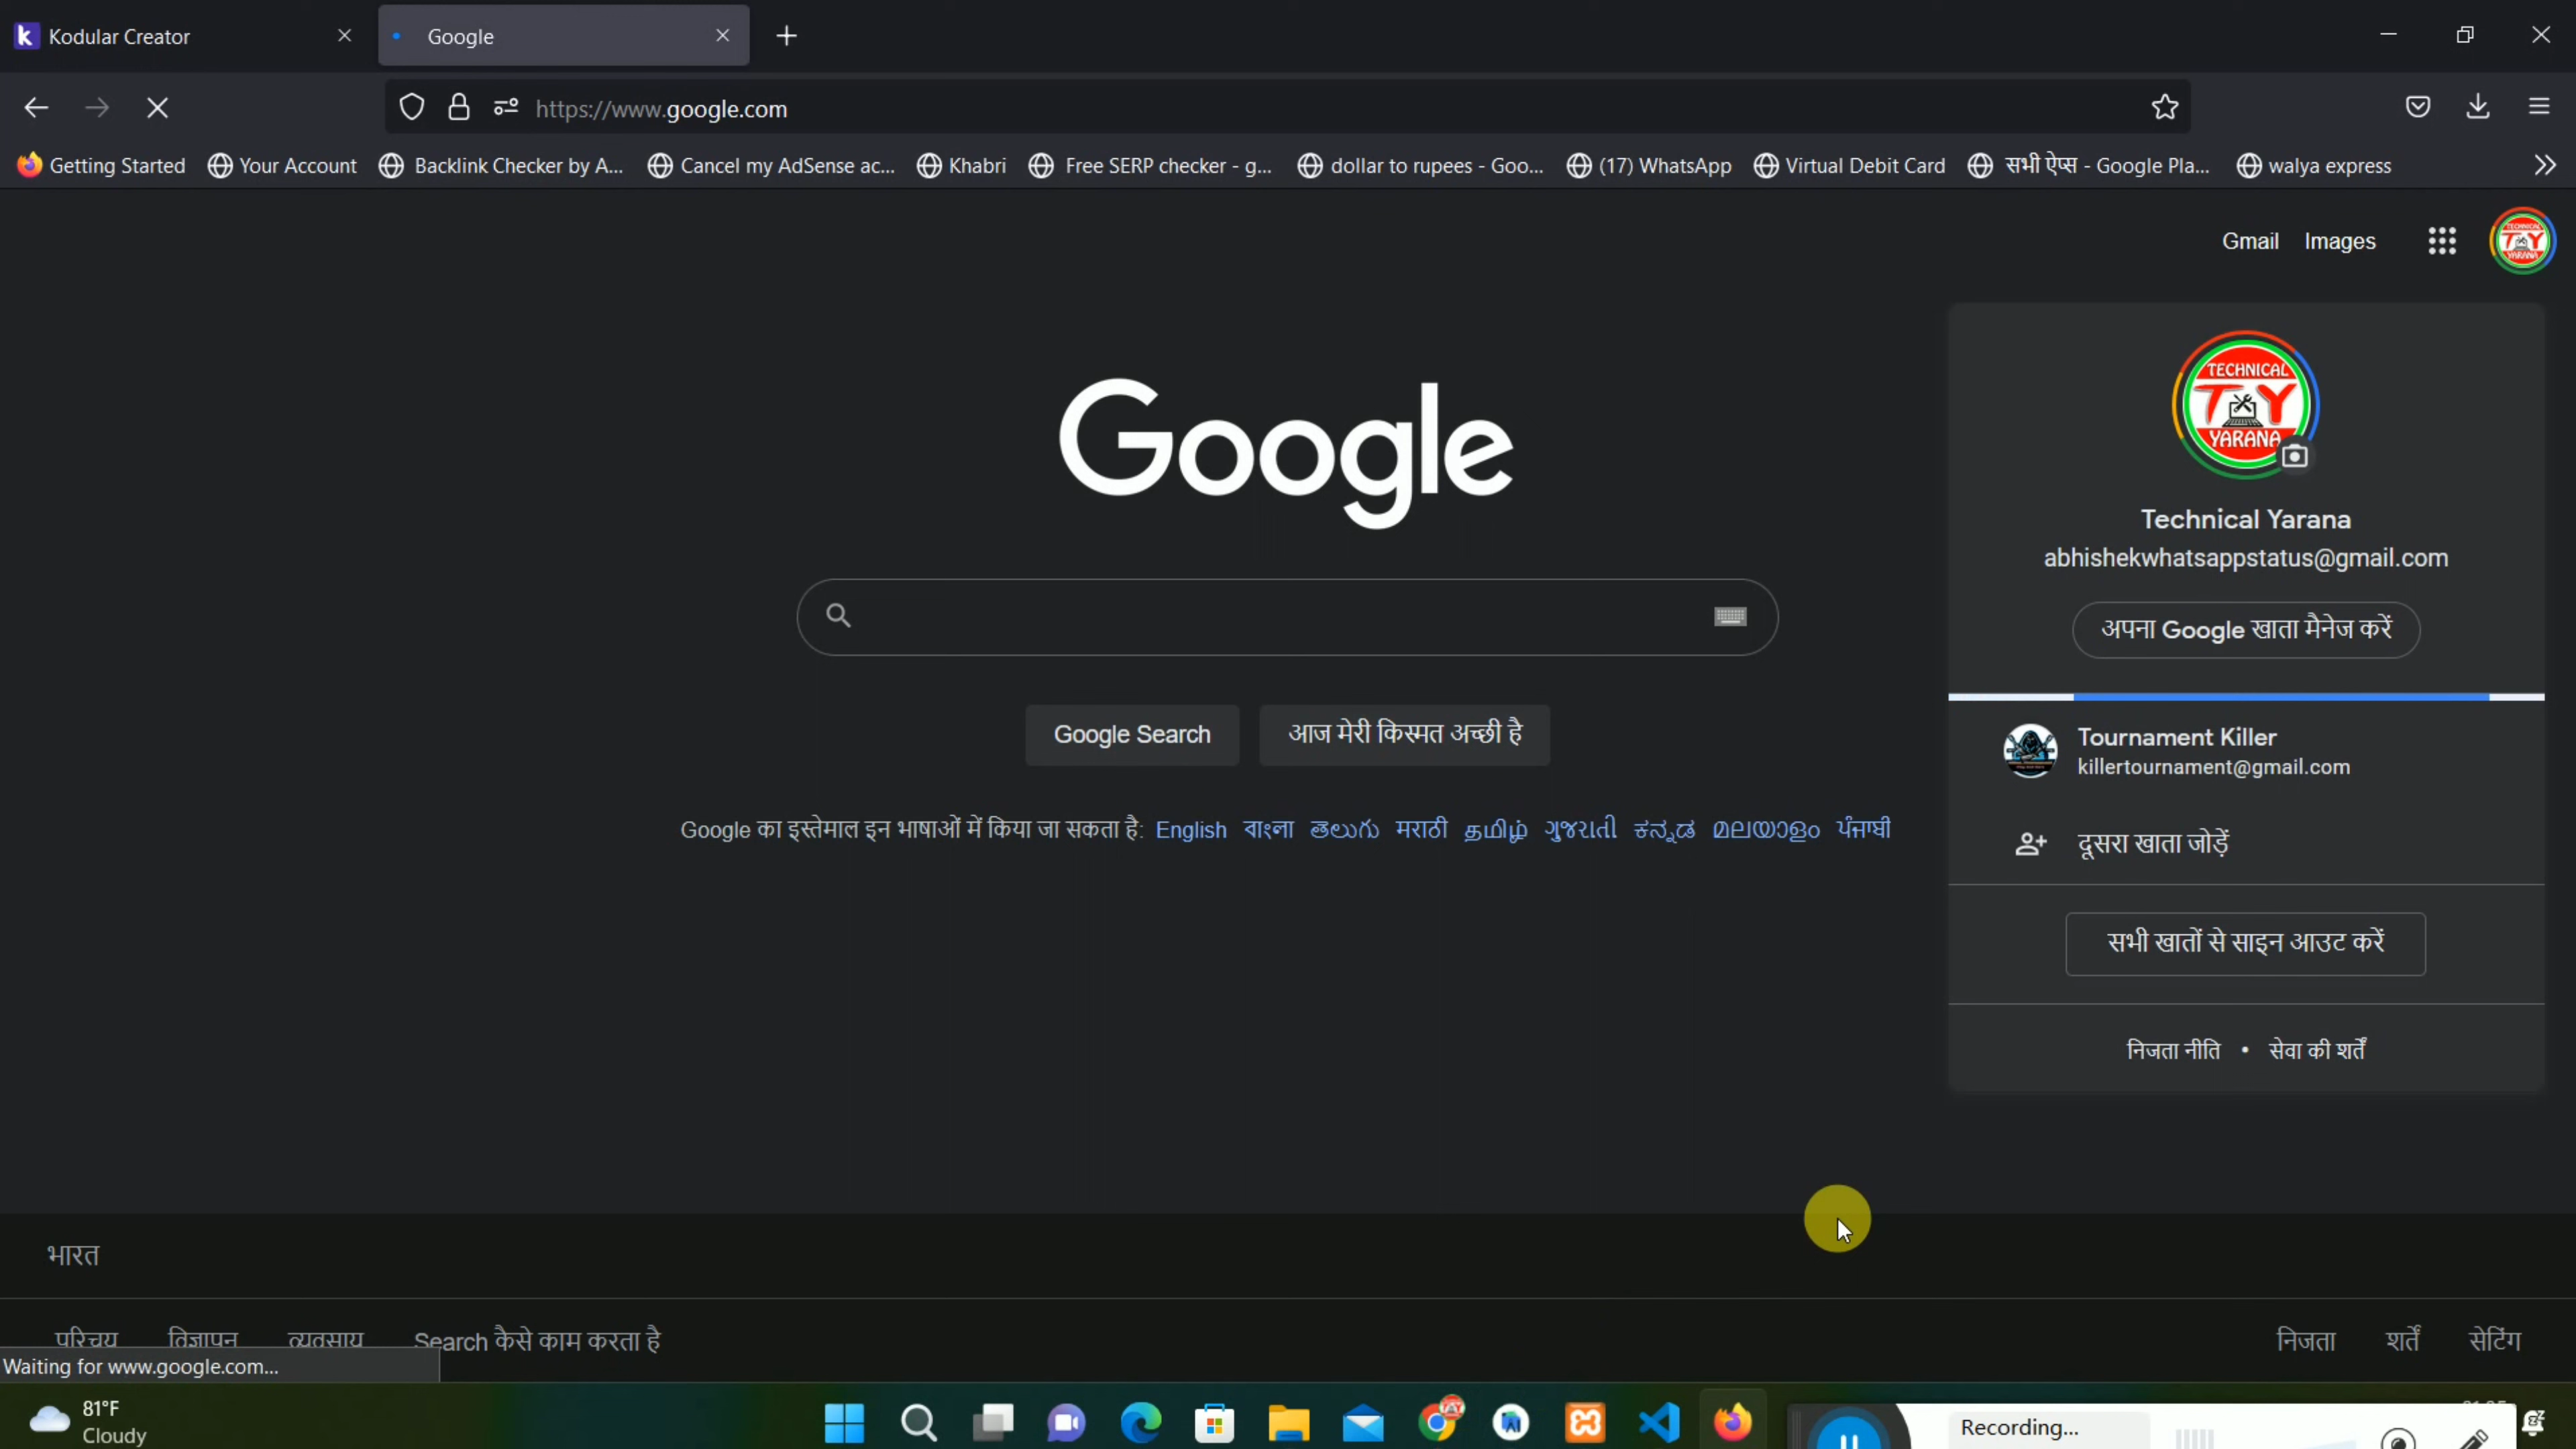 Kodular Creator
Google
https://www.google.com
Getting Started Your Account Backlink Checker by A... Cancel my AdSense ac... Khabri Free SERP checker - g... dollar to rupees - Goo... (17) WhatsApp Virtual Debit Card सभी ऐप्स - Google Pla... walya express
Gmail Images
TECHNICAL
TY
YARANA
Google
Technical Yarana
abhishekwhatsappstatus@gmail.com
अपना Google खाता मैनेज करें
Google Search आज मेरी किस्मत अच्छी है
Tournament Killer
killertournament@gmail.com
Google का इस्तेमाल इन भाषाओं में किया जा सकता है: English বাংলা తెలుగు मराठी தமிழ் ગુજરાતી ಕನ್ನಡ മലയാളം ਪੰਜਾਬੀ
दूसरा खाता जोड़ें
सभी खातों से साइन आउट करें
निजता नीति • सेवा की शर्तें
भारत
परिचय विज्ञापन व्यवसाय Search कैसे काम करता है निजता शर्तें सेटिंग
Waiting for www.google.com...
81°F
Cloudy
Recording...